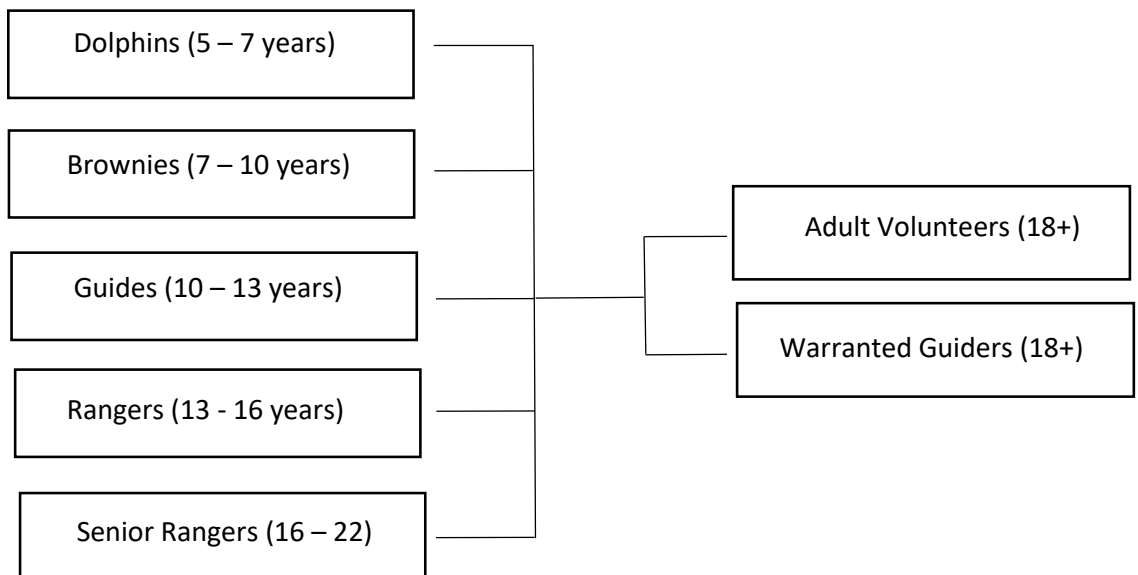 Dolphins (5 – 7 years)
Brownies (7 – 10 years)
Guides (10 – 13 years)
Rangers (13 - 16 years)
Senior Rangers (16 – 22)
Adult Volunteers (18+)
Warranted Guiders (18+)